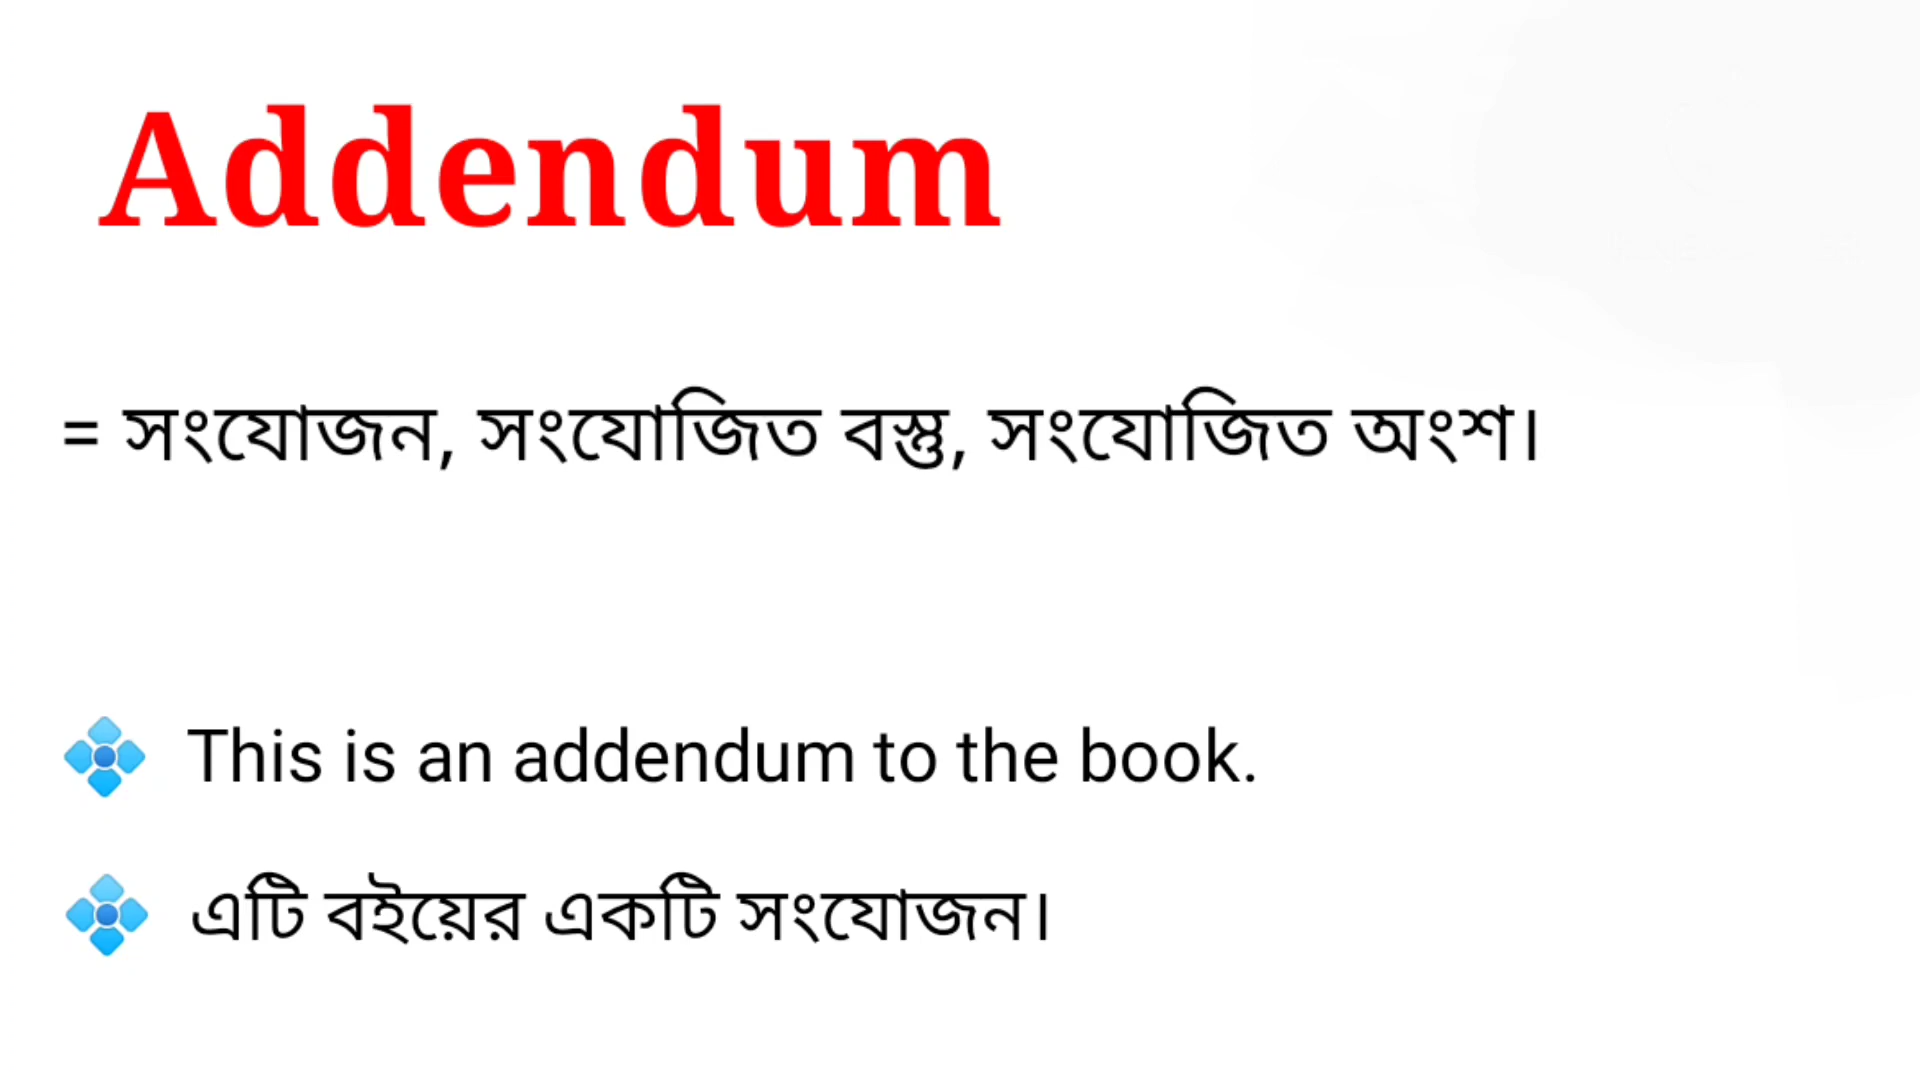 Addendum
= সংযোজন, সংযোজিত বস্তু, সংযোজিত অংশ।
This is an addendum to the book.
এটি বইয়ের একটি সংযোজন।